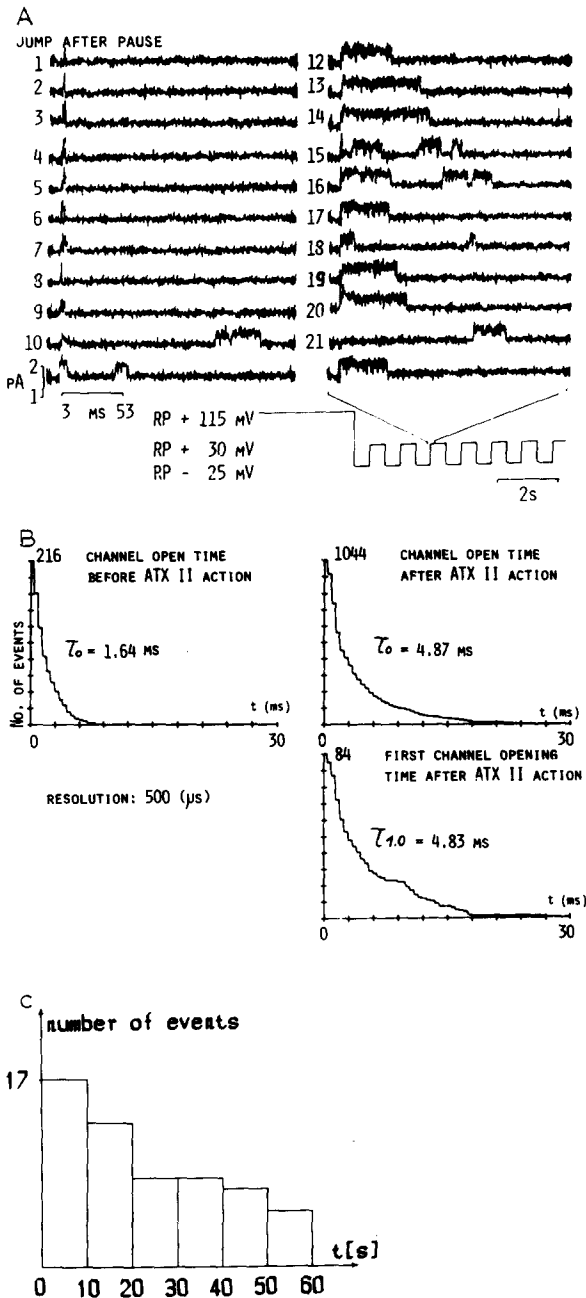 A
JUMP AFTER PAUSE
1
2
3
4
5
6
7
8
9
10
2
pA
1
3 MS 53
12
13
14
15
16
17
18
19
20
21
RP + 115 mV
RP + 30 mV
RP - 25 mV
2s
B
216
CHANNEL OPEN TIME
BEFORE ATX II ACTION
No. OF EVENTS
τo = 1.64 MS
t (ms)
0
30
RESOLUTION: 500 (µs)
1044
CHANNEL OPEN TIME
AFTER ATX II ACTION
τo = 4.87 MS
t (ms)
0
30
84
FIRST CHANNEL OPENING
TIME AFTER ATX II ACTION
τ1.0 = 4.83 MS
t (ms)
0
30
C
number of events
17
t[s]
0 10 20 30 40 50 60